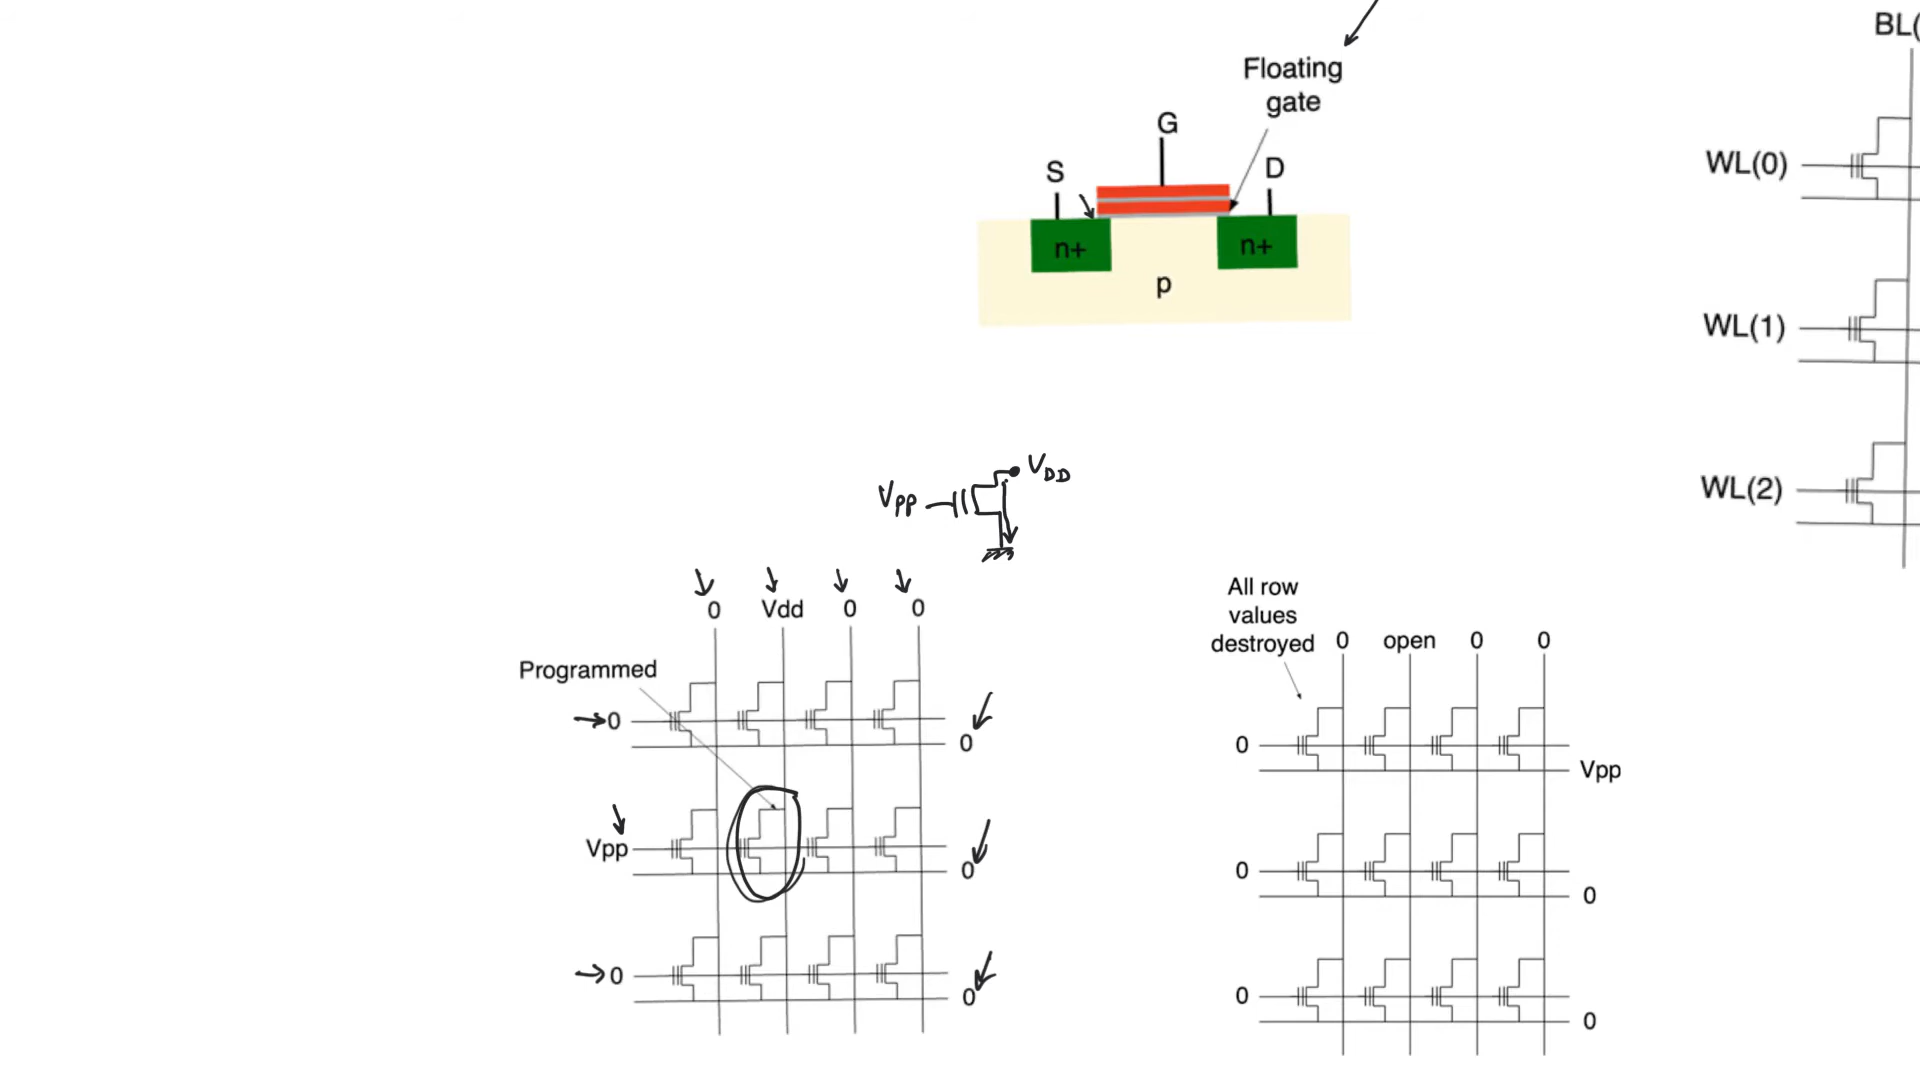 Floating
gate
G
S
D
n+
n+
p
BL(
WL(0)
WL(1)
WL(2)
VPP
VDD
0 Vdd 0 0
Programmed
0
0
Vpp
0
0
0
All row
values
destroyed
0 open 0 0
0
Vpp
0
0
0
0